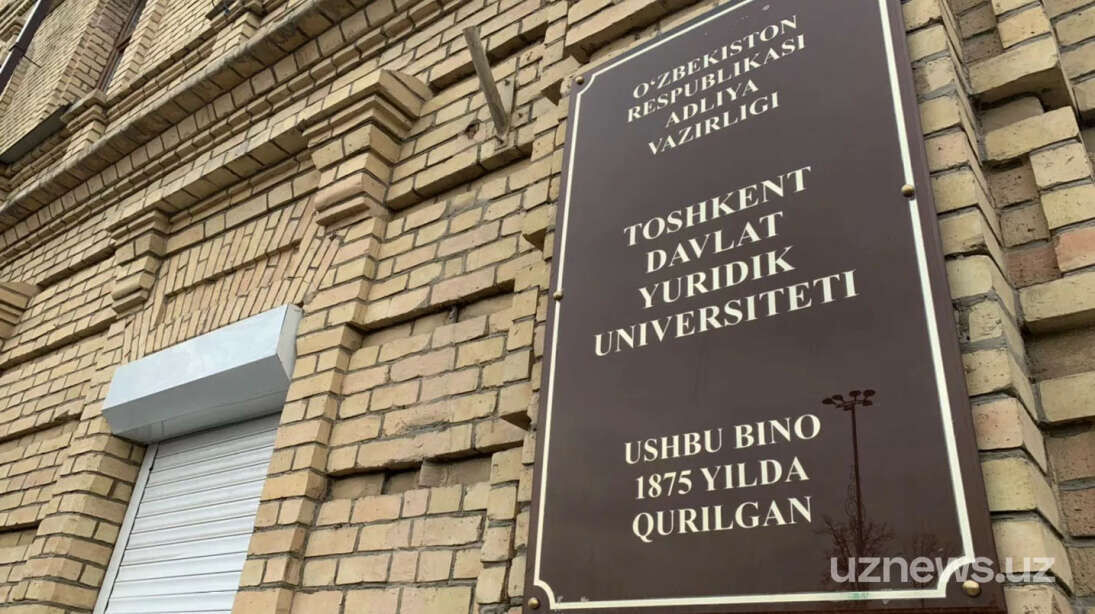 O‘ZBEKISTON
RESPUBLIKASI
ADLIYA
VAZIRLIGI
TOSHKENT
DAVLAT
YURIDIK
UNIVERSITETI
USHBU BINO
1875 YILDA
QURILGAN
uznews.uz